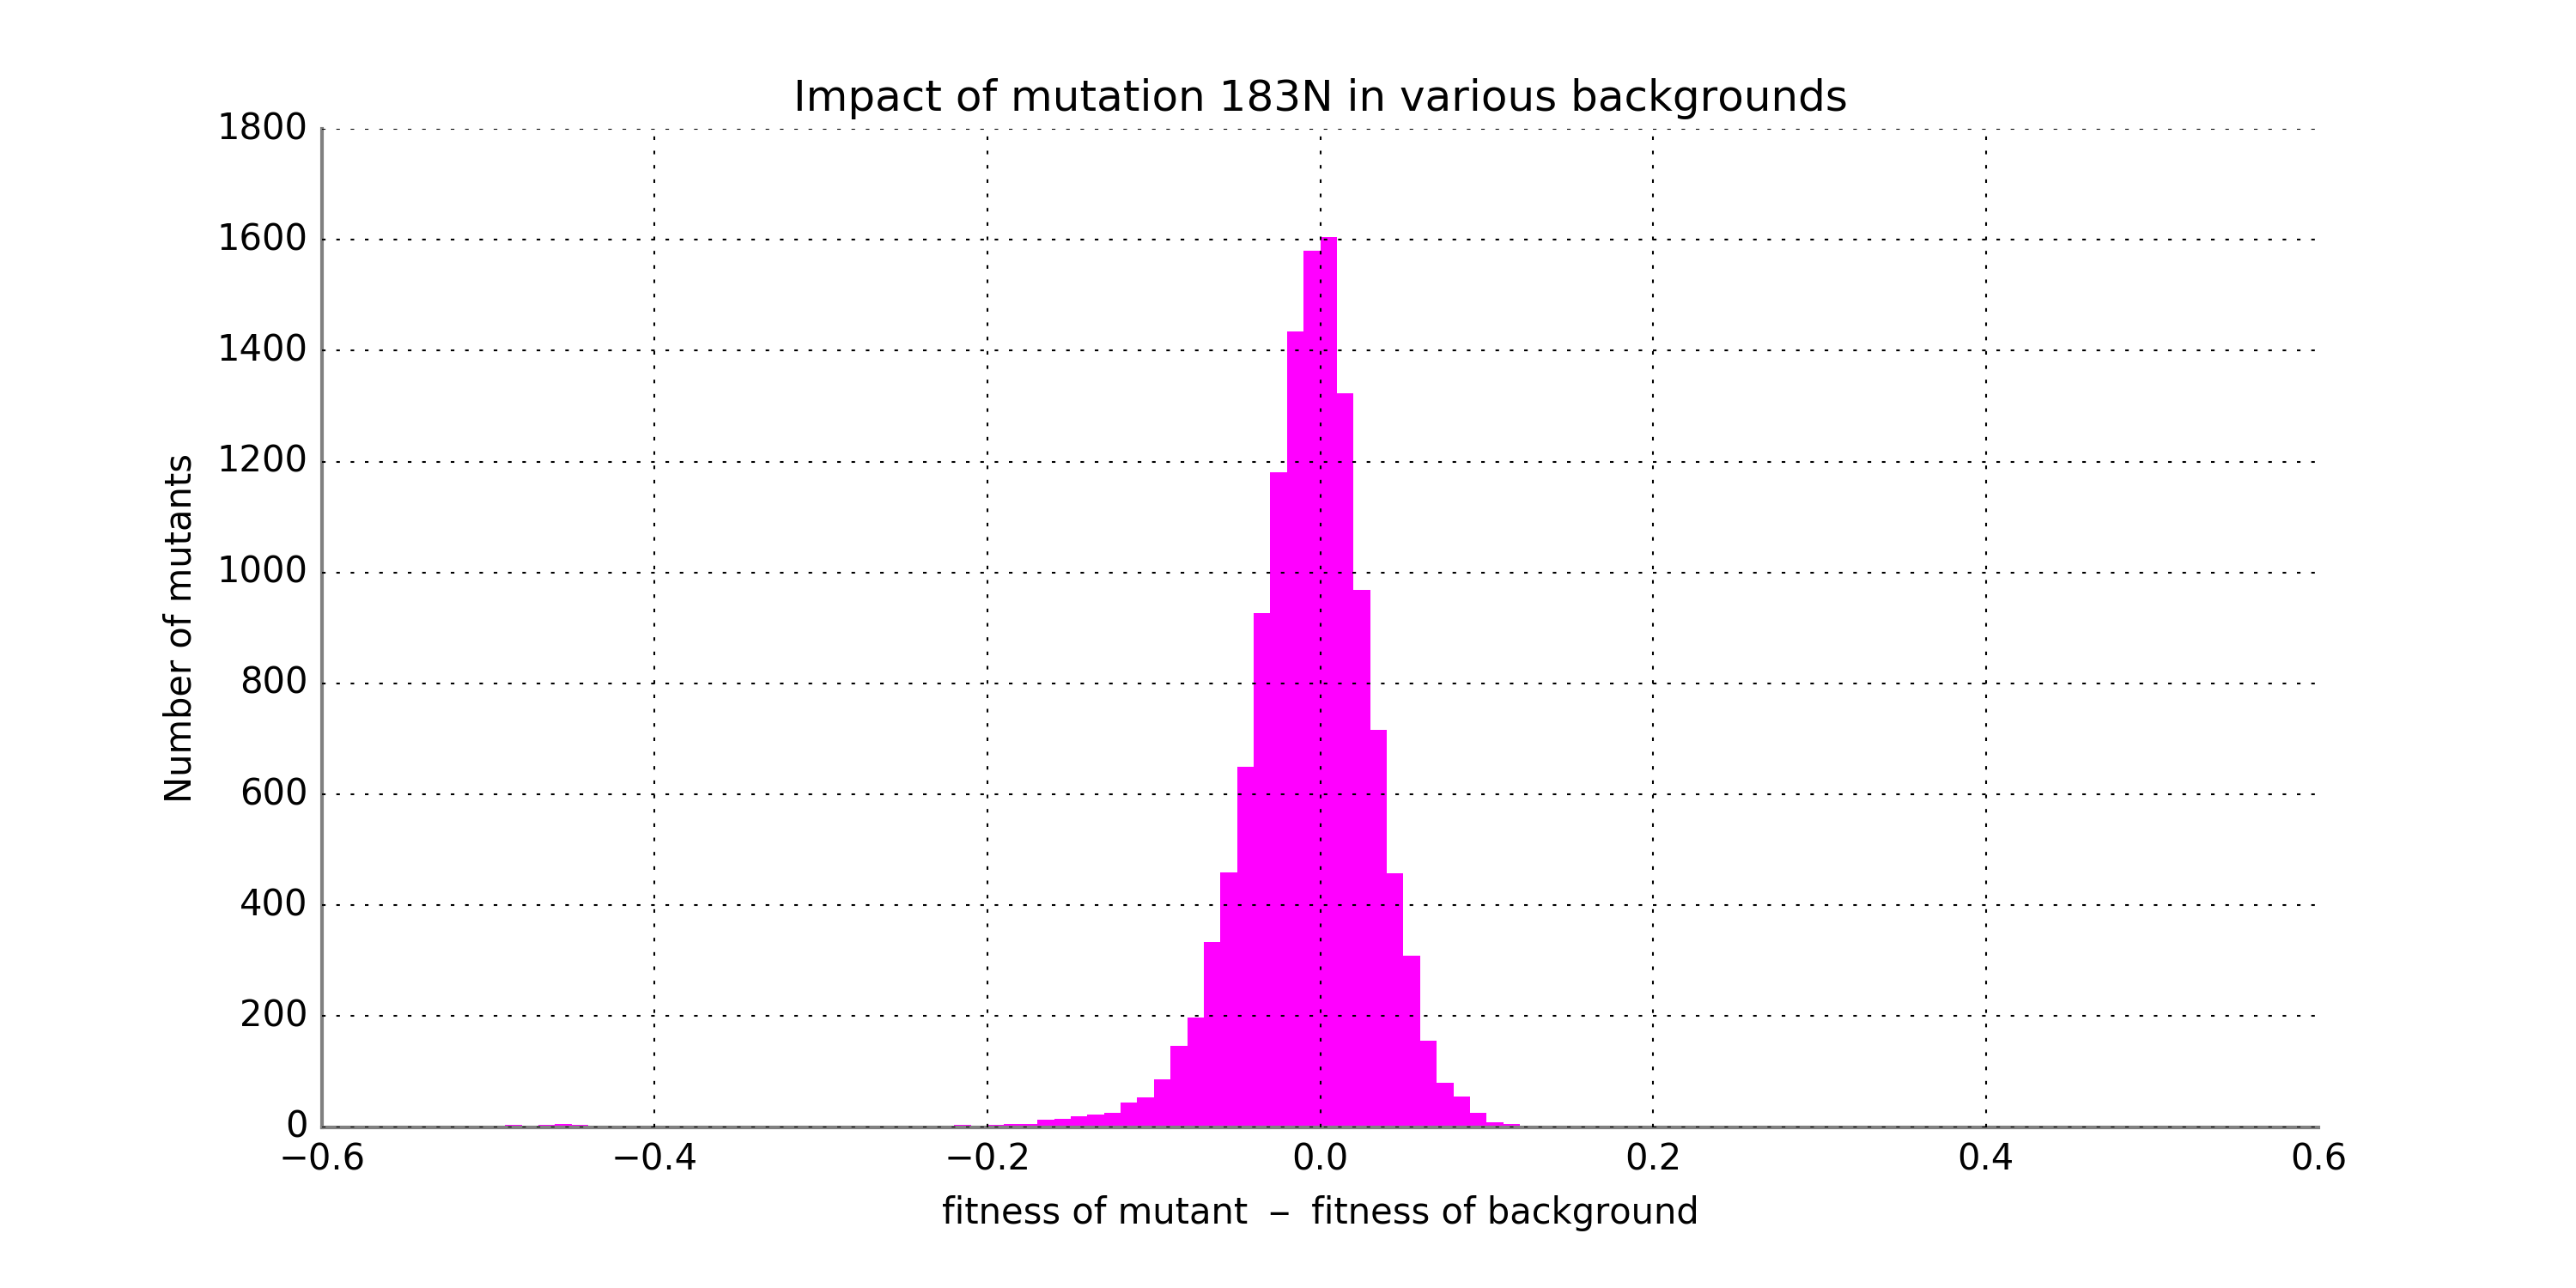 Impact of mutation 183N in various backgrounds
1800
1600
1400
1200
1000
800
600
400
200
0
Number of mutants
−0.6 −0.4 −0.2 0.0 0.2 0.4 0.6
fitness of mutant − fitness of background